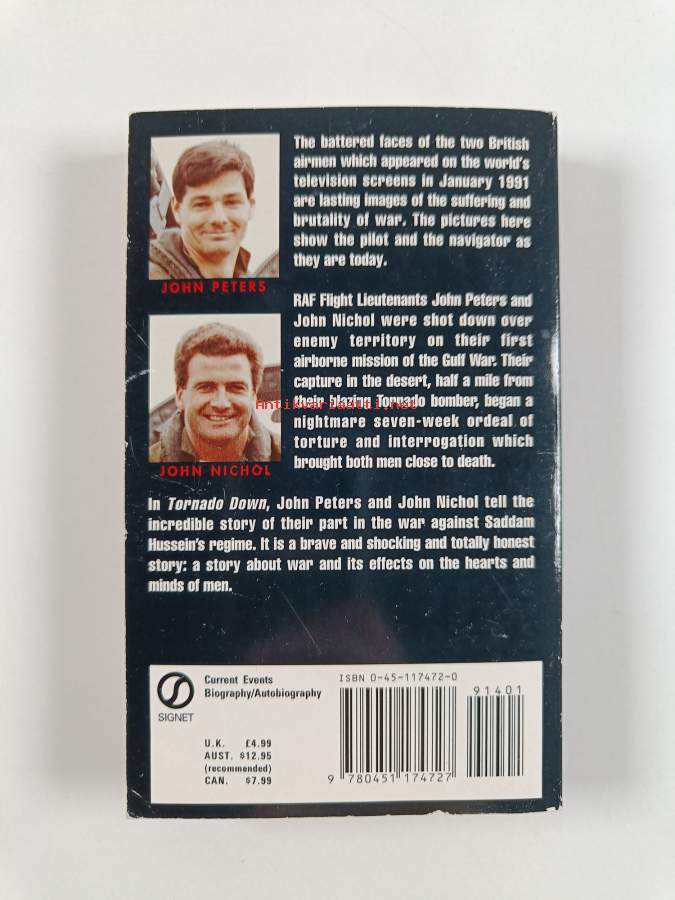 The battered faces of the two British
airmen which appeared on the world's
television screens in January 1991
are lasting images of the suffering and
brutality of war. The pictures here
show the pilot and the navigator as
they are today.
JOHN PETERS
RAF Flight Lieutenants John Peters and
John Nichol were shot down over
enemy territory on their first
airborne mission of the Gulf War. Their
capture in the desert, half a mile from
their blazing Tornado bomber, began a
Antikvariaatti.net
nightmare seven-week ordeal of
torture and interrogation which
brought both men close to death.
JOHN NICHOL
In Tornado Down, John Peters and John Nichol tell the
incredible story of their part in the war against Saddam
Hussein's regime. It is a brave and shocking and totally honest
story: a story about war and its effects on the hearts and
minds of men.
SIGNET
Current Events
Biography/Autobiography
U.K. £4.99
AUST. $12.95
(recommended)
CAN. $7.99
ISBN 0-45-117472-0
91401
9 780451 174727